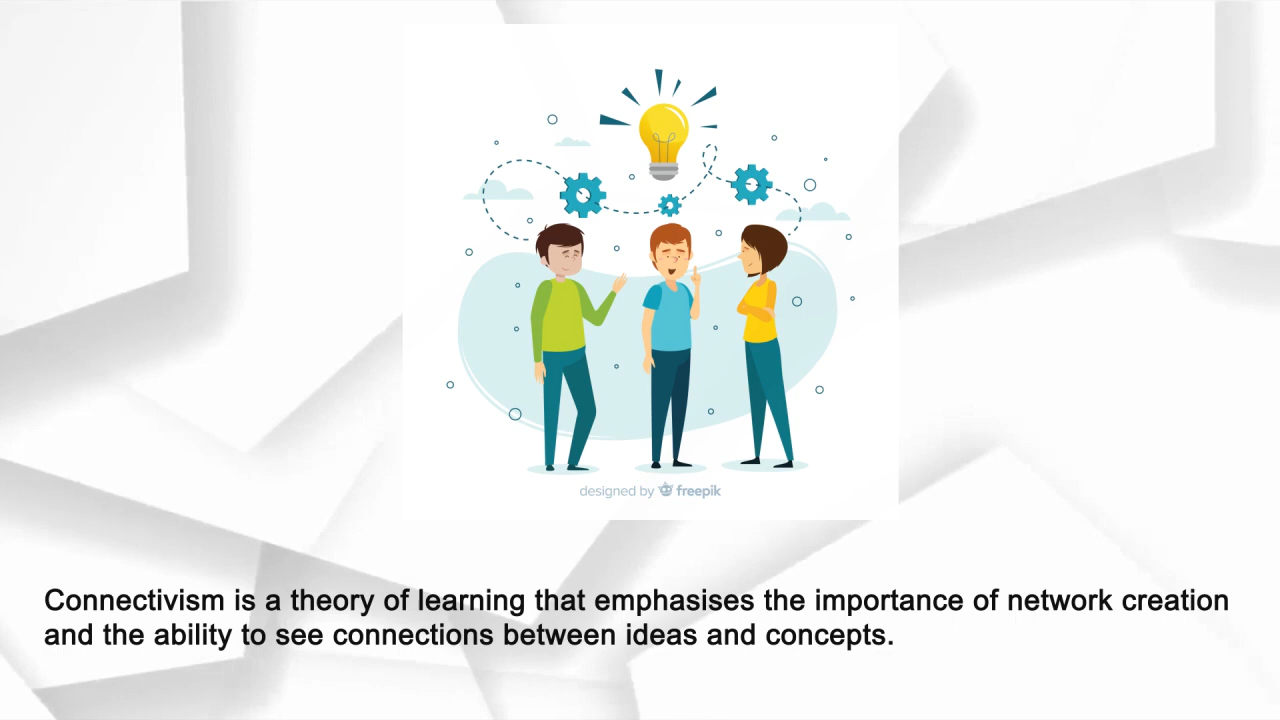 designed by freepik
Connectivism is a theory of learning that emphasises the importance of network creation
and the ability to see connections between ideas and concepts.